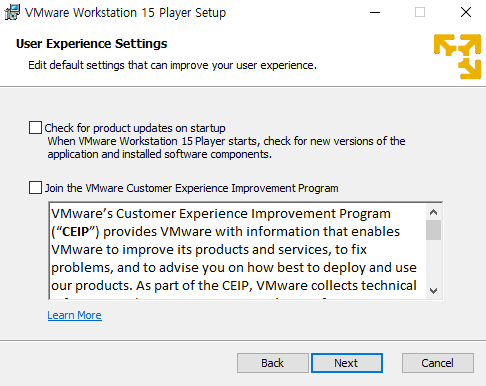 VMware Workstation 15 Player Setup
User Experience Settings
Edit default settings that can improve your user experience.
Check for product updates on startup
When VMware Workstation 15 Player starts, check for new versions of the
application and installed software components.
Join the VMware Customer Experience Improvement Program
VMware's Customer Experience Improvement Program
("CEIP") provides VMware with information that enables
VMware to improve its products and services, to fix
problems, and to advise you on how best to deploy and use
our products. As part of the CEIP, VMware collects technical
Learn More
Back Next Cancel